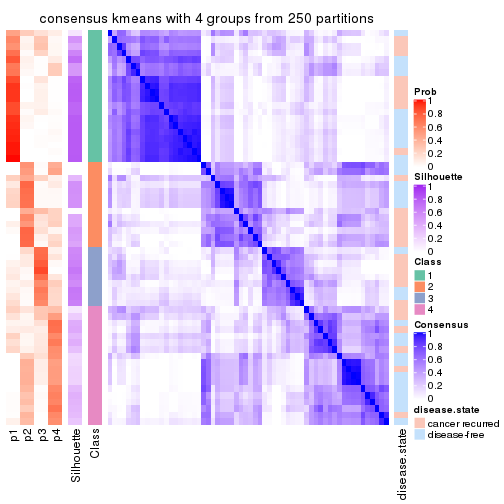 consensus kmeans with 4 groups from 250 partitions
Prob
1
0.8
0.6
0.4
0.2
0
Silhouette
1
0.8
0.6
0.4
0.2
0
Class
1
2
3
4
Consensus
1
0.8
0.6
0.4
0.2
0
disease.state
cancer recurred
disease-free
p1
p2
p3
p4
Silhouette
Class
disease.state